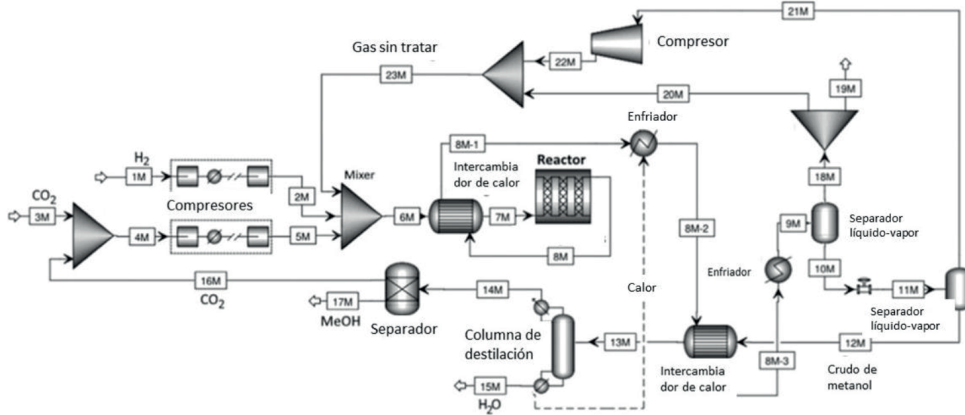 21M
Compresor
Gas sin tratar
22M
23M
20M
19M
Enfriador
8M-1
H2
1M
Intercambia
dor de calor
Reactor
18M
Mixer
CO2
3M
Compresores
2M
6M
7M
4M
5M
8M
8M-2
9M
Separador
líquido-vapor
Enfriador
10M
16M
CO2
14M
Calor
11M
17M
MeOH
Separador
Separador
líquido-vapor
Columna de
destilación
13M
12M
8M-3
Intercambia
dor de calor
Crudo de
metanol
15M
H2O